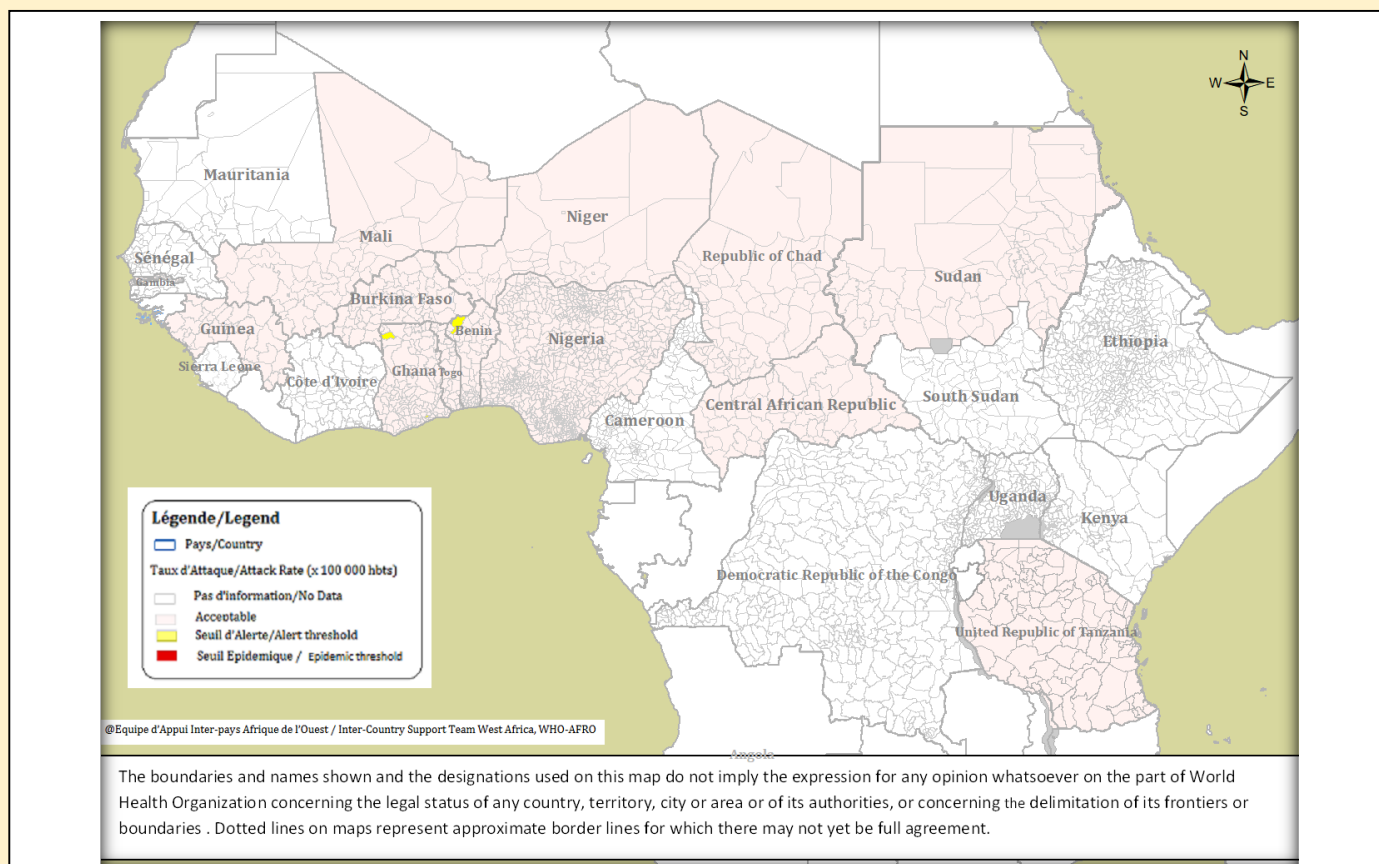 N
W E
S
Mauritania
Niger
Mali
Sénégal
Republic of Chad
Gambia
Sudan
Burkina Faso
Guinea
Benin
Nigeria
Ethiopia
Siérra Leone
Ghana
Togo
Côte d'Ivoire
South Sudan
Central African Republic
Cameroon
Uganda
Kenya
Democratic Republic of the Congo
United Republic of Tanzania
Légende/Legend
Pays/Country
Taux d'Attaque/Attack Rate (x 100 000 hbts)
Pas d'information/No Data
Acceptable
Seuil d'Alerte/Alert threshold
Seuil Epidemique / Epidemic threshold
@Equipe d'Appui Inter-pays Afrique de l'Ouest / Inter-Country Support Team West Africa, WHO-AFRO
Angola
The boundaries and names shown and the designations used on this map do not imply the expression for any opinion whatsoever on the part of World
Health Organization concerning the legal status of any country, territory, city or area or of its authorities, or concerning the delimitation of its frontiers or
boundaries . Dotted lines on maps represent approximate border lines for which there may not yet be full agreement.